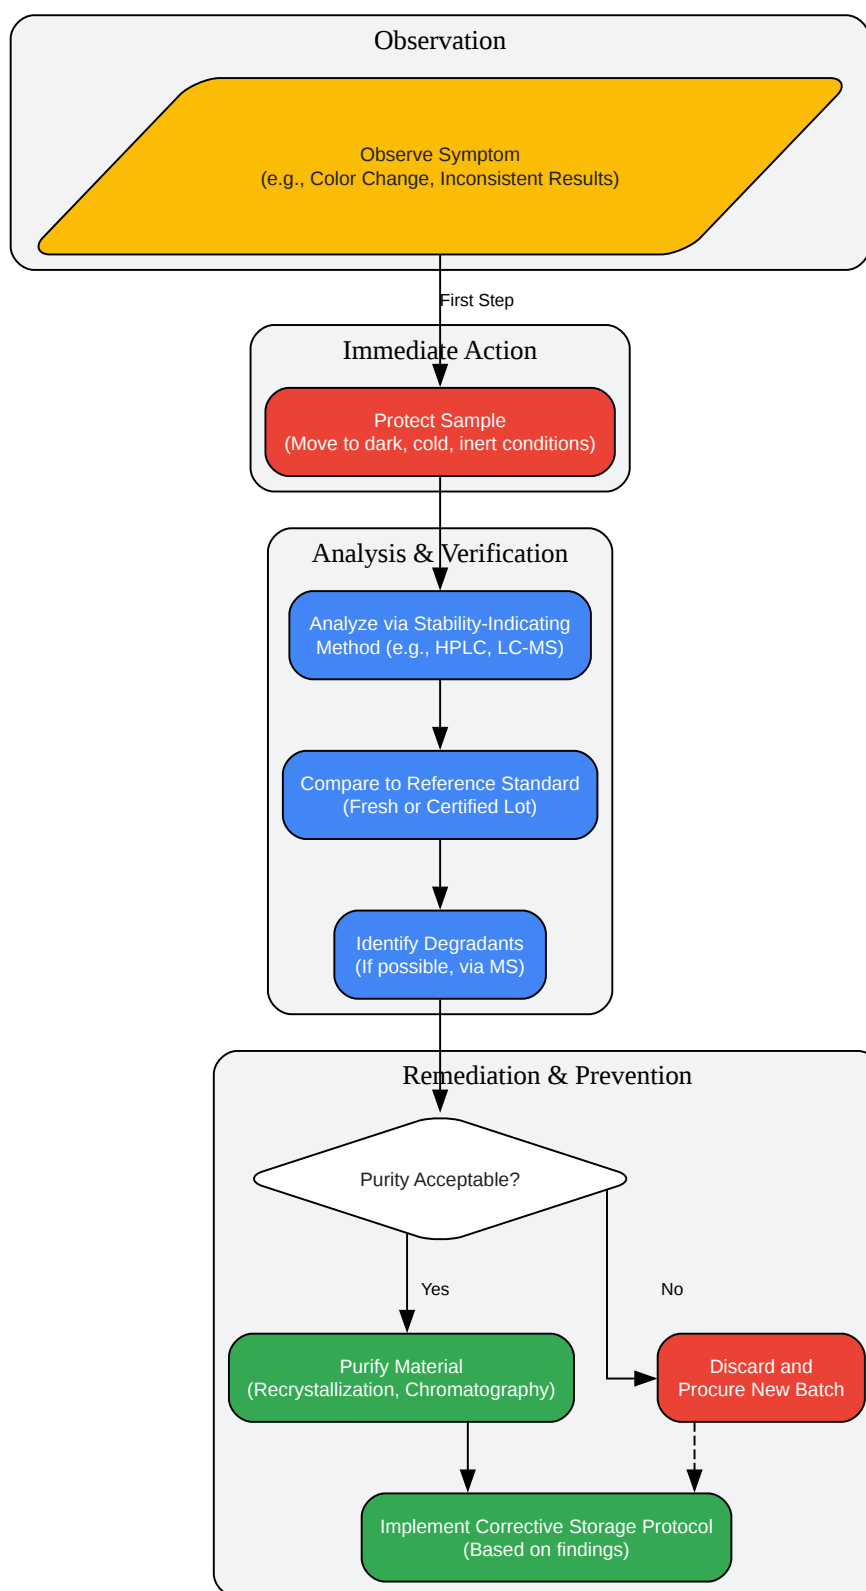 Observation
Observe Symptom
(e.g., Color Change, Inconsistent Results)
First Step
Immediate Action
Protect Sample
(Move to dark, cold, inert conditions)
Analysis & Verification
Analyze via Stability-Indicating
Method (e.g., HPLC, LC-MS)
Compare to Reference Standard
(Fresh or Certified Lot)
Identify Degradants
(If possible, via MS)
Remediation & Prevention
Purity Acceptable?
Yes
No
Purify Material
(Recrystallization, Chromatography)
Discard and
Procure New Batch
Implement Corrective Storage Protocol
(Based on findings)